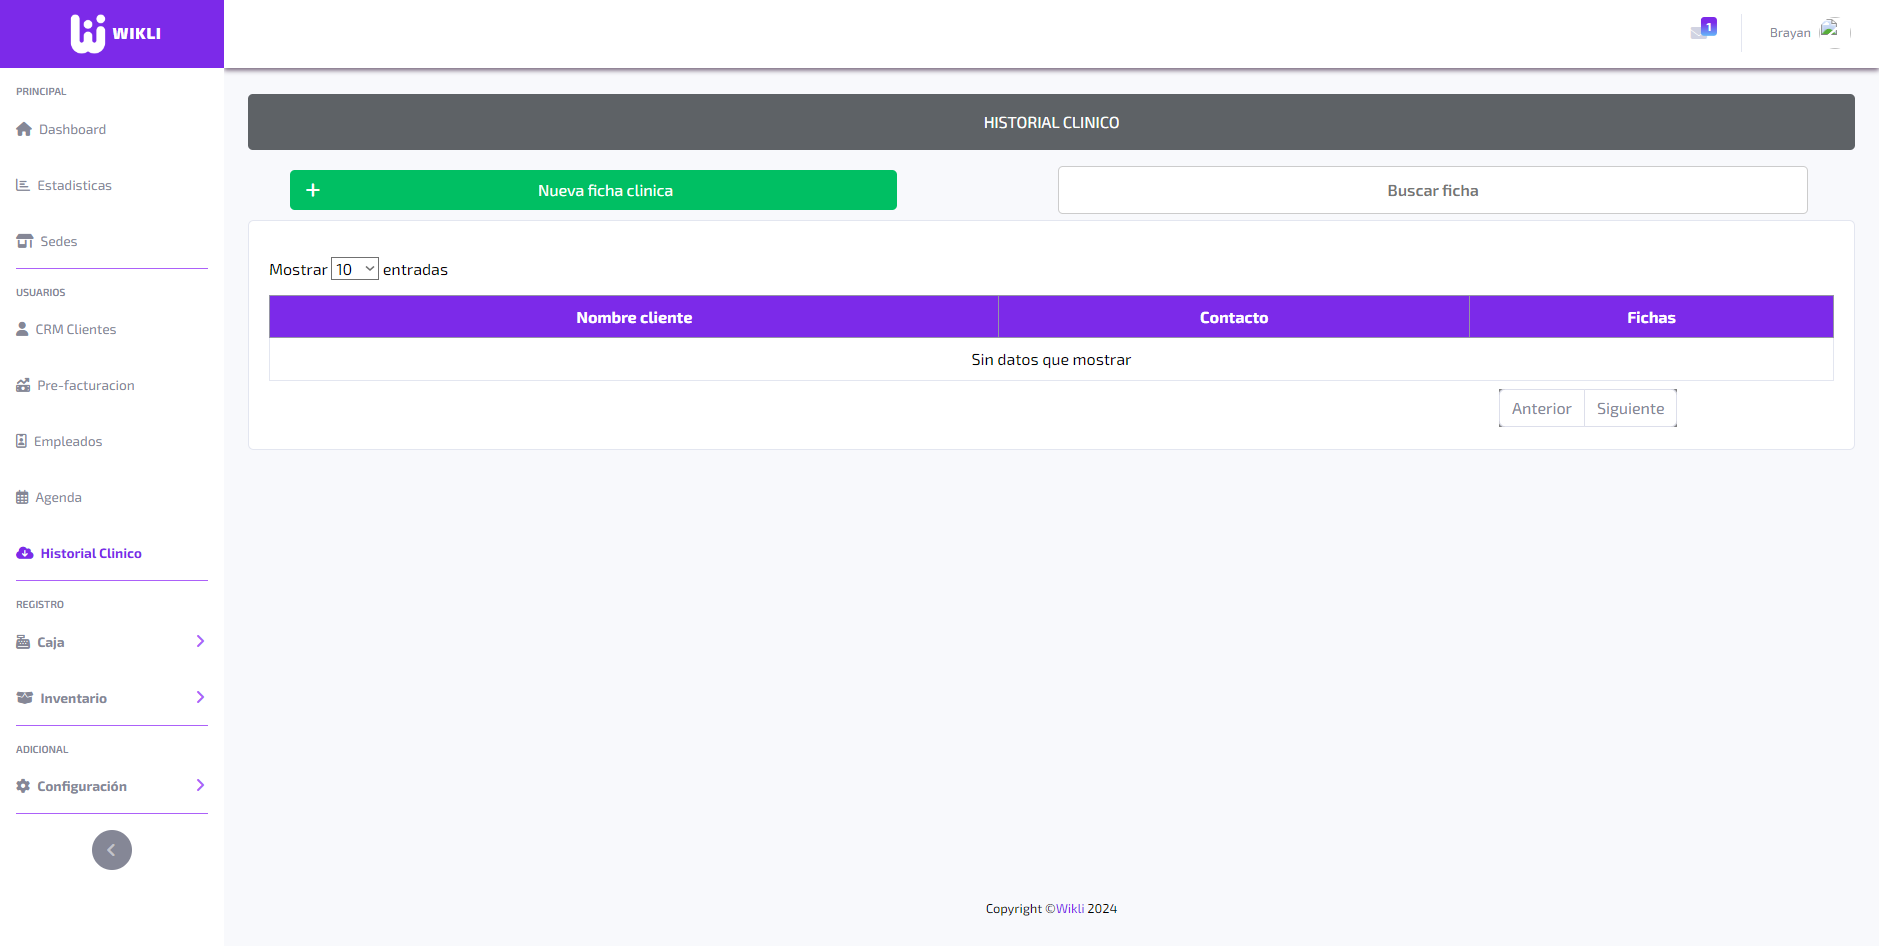 WIKLI
1
Brayan
PRINCIPAL
Dashboard
Estadisticas
Sedes
USUARIOS
CRM Clientes
Pre-facturacion
Empleados
Agenda
Historial Clinico
REGISTRO
Caja
Inventario
ADICIONAL
Configuración
HISTORIAL CLINICO
Nueva ficha clinica
Buscar ficha
Mostrar 10 entradas
Nombre cliente Contacto Fichas
Sin datos que mostrar
Anterior Siguiente
Copyright ©Wikli 2024